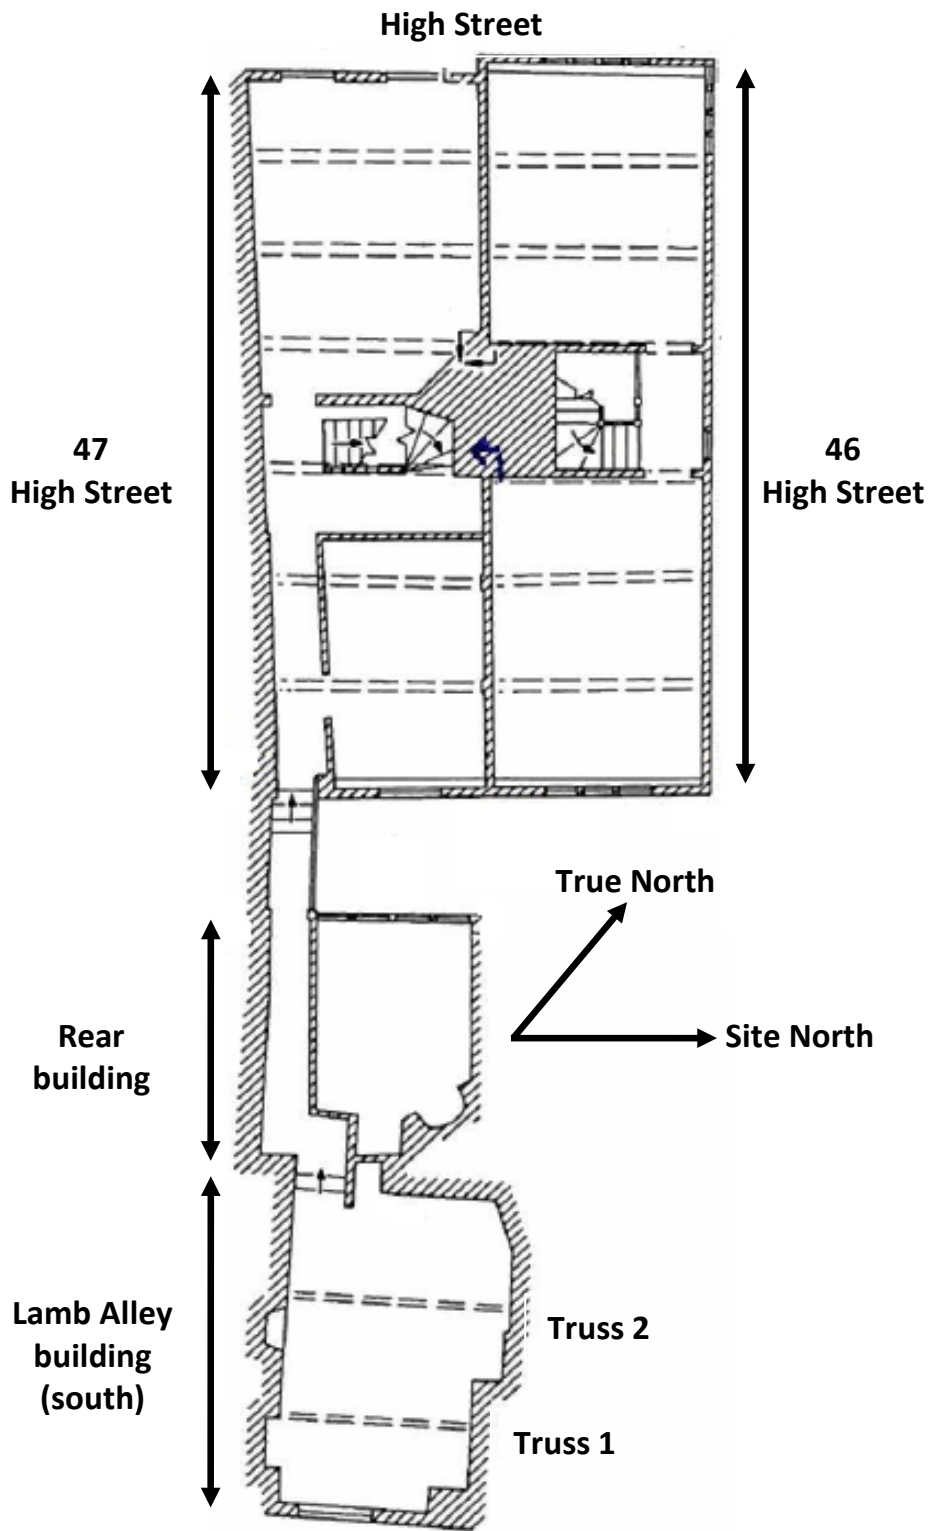 High Street
47
High Street
46
High Street
True North
Site North
Rear
building
Lamb Alley
building
(south)
Truss 2
Truss 1